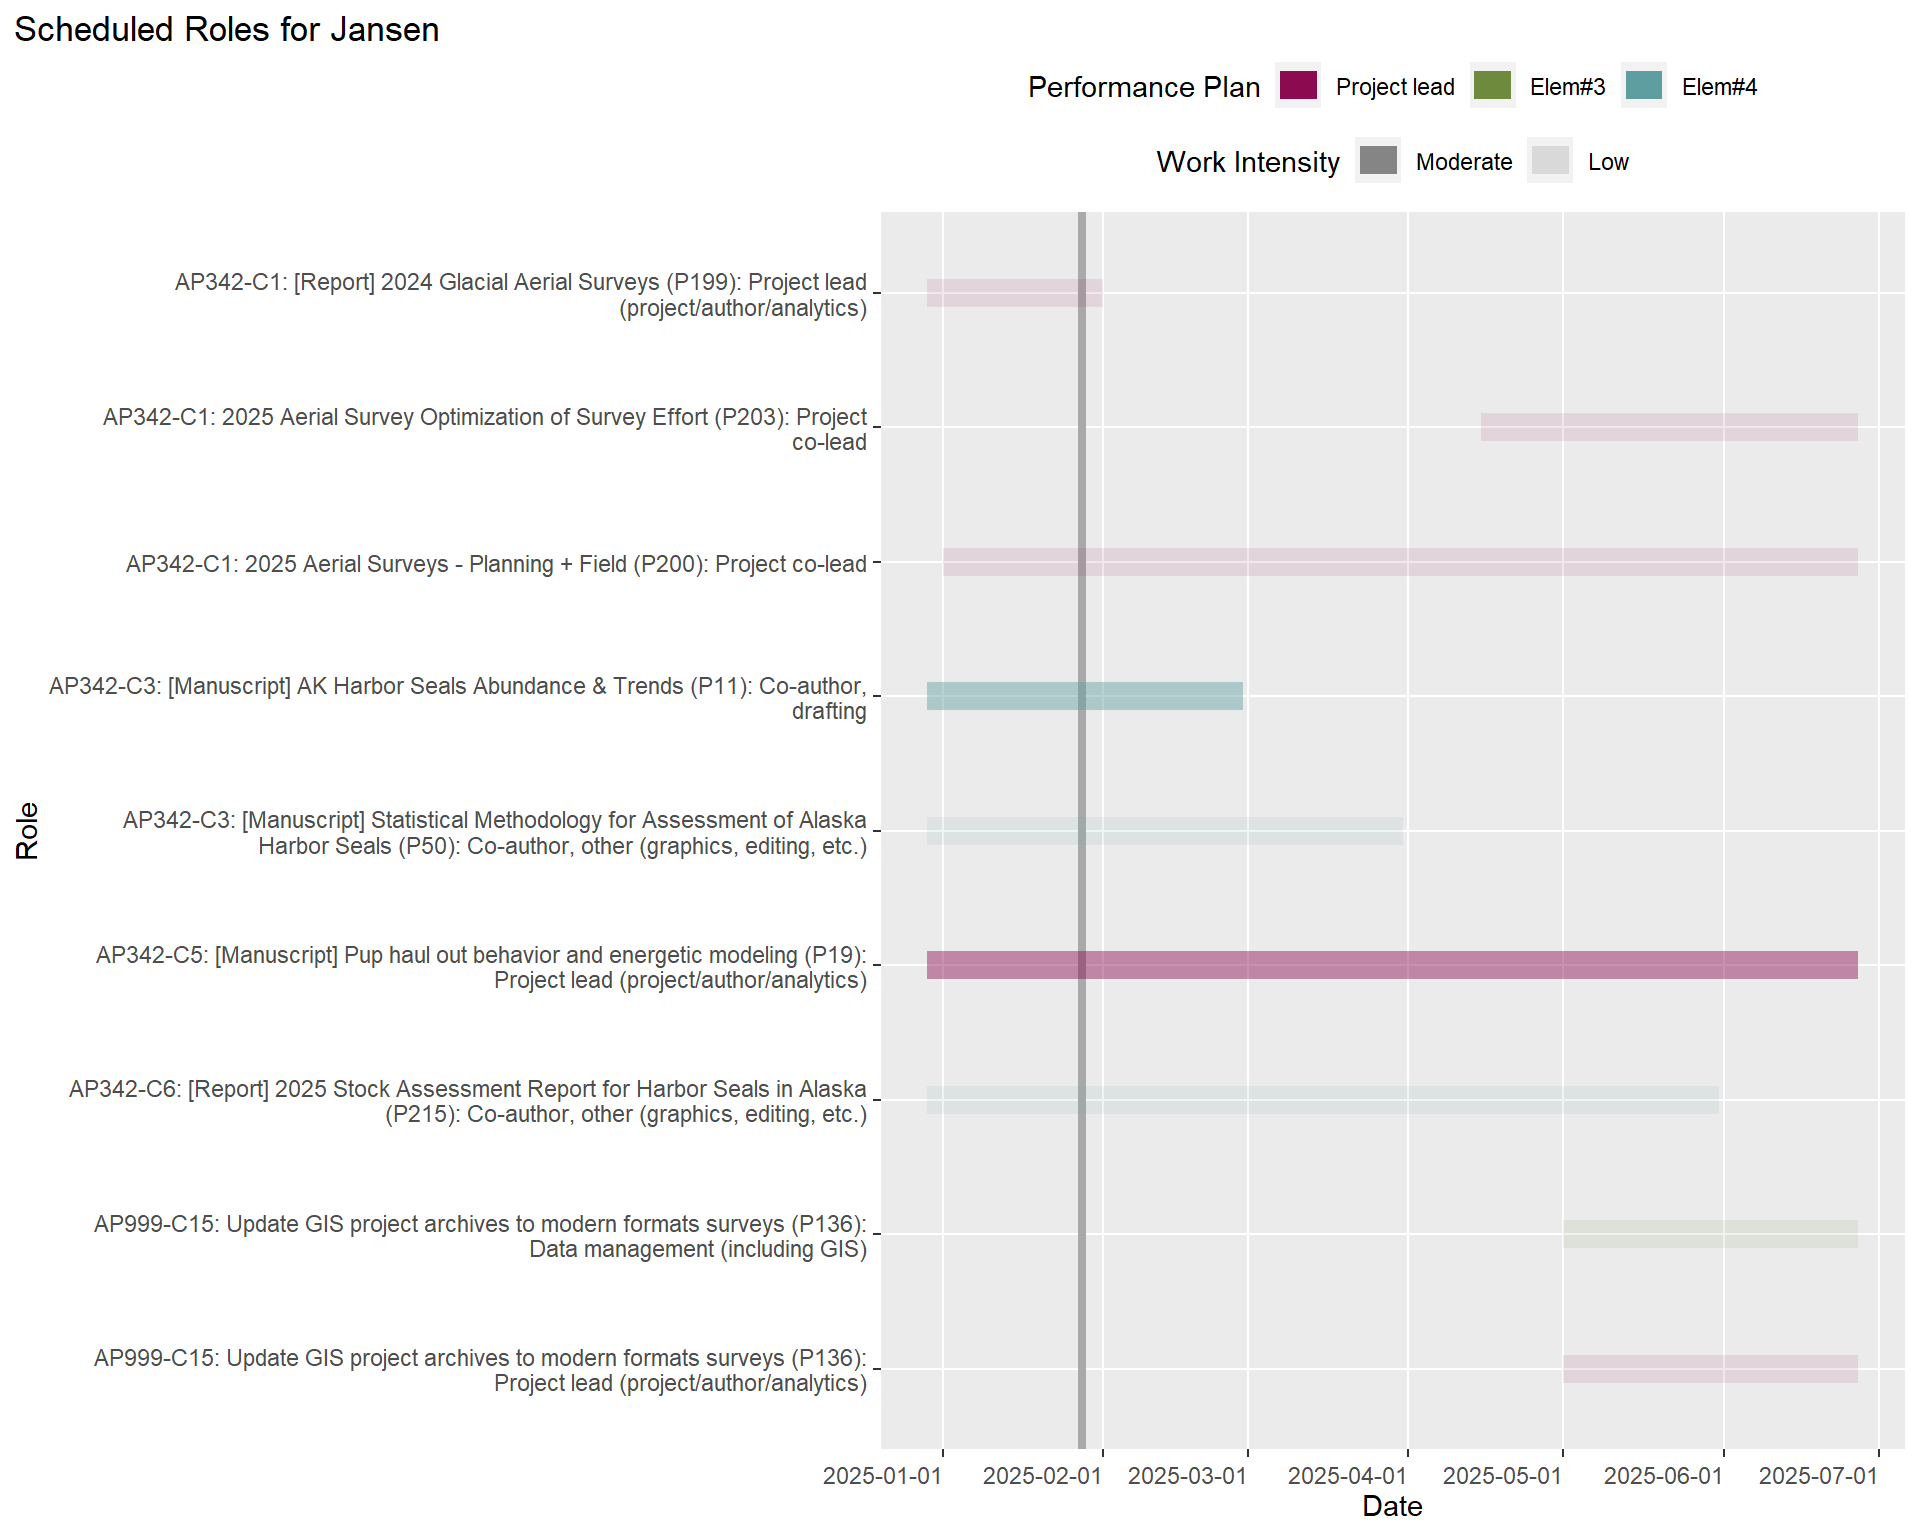 Scheduled Roles for Jansen
Performance Plan Project lead Elem#3 Elem#4
Work Intensity Moderate Low
AP342-C1: [Report] 2024 Glacial Aerial Surveys (P199): Project lead
(project/author/analytics)
AP342-C1: 2025 Aerial Survey Optimization of Survey Effort (P203): Project
co-lead
AP342-C1: 2025 Aerial Surveys - Planning + Field (P200): Project co-lead
AP342-C3: [Manuscript] AK Harbor Seals Abundance & Trends (P11): Co-author,
drafting
AP342-C3: [Manuscript] Statistical Methodology for Assessment of Alaska
Harbor Seals (P50): Co-author, other (graphics, editing, etc.)
AP342-C5: [Manuscript] Pup haul out behavior and energetic modeling (P19):
Project lead (project/author/analytics)
AP342-C6: [Report] 2025 Stock Assessment Report for Harbor Seals in Alaska
(P215): Co-author, other (graphics, editing, etc.)
AP999-C15: Update GIS project archives to modern formats surveys (P136):
Data management (including GIS)
AP999-C15: Update GIS project archives to modern formats surveys (P136):
Project lead (project/author/analytics)
Role
2025-01-01 2025-02-01 2025-03-01 2025-04-01 2025-05-01 2025-06-01 2025-07-01
Date